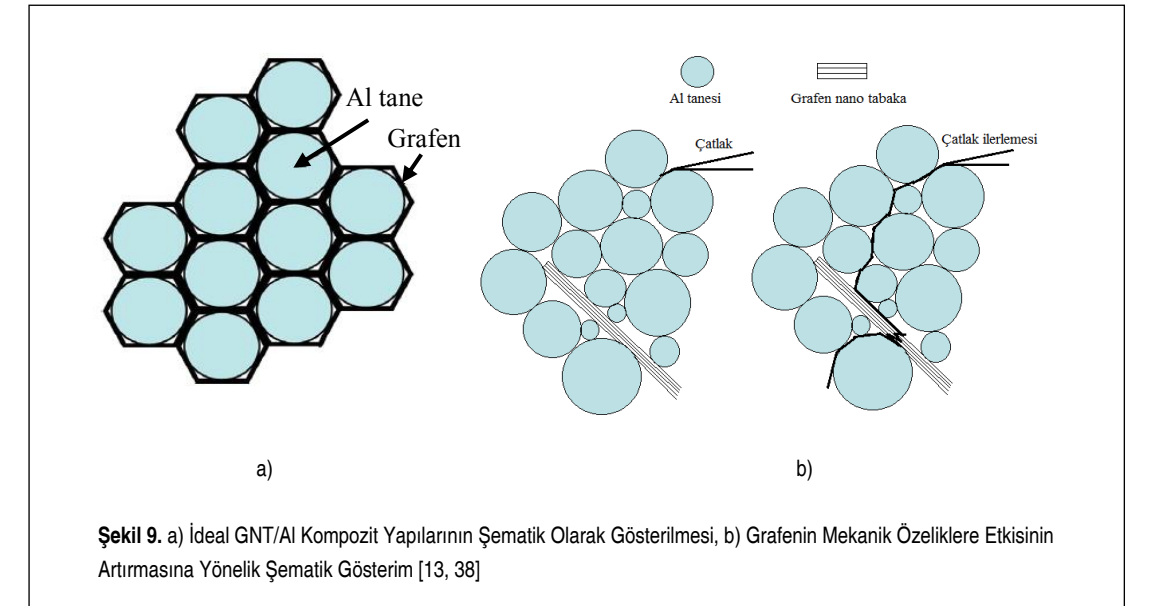 Al tane
Grafen
a)
Al tanesi
Grafen nano tabaka
Çatlak
Çatlak ilerlemesi
b)
Şekil 9. a) İdeal GNT/Al Kompozit Yapılarının Şematik Olarak Gösterilmesi, b) Grafenin Mekanik Özeliklere Etkisinin
Artırmasına Yönelik Şematik Gösterim [13, 38]